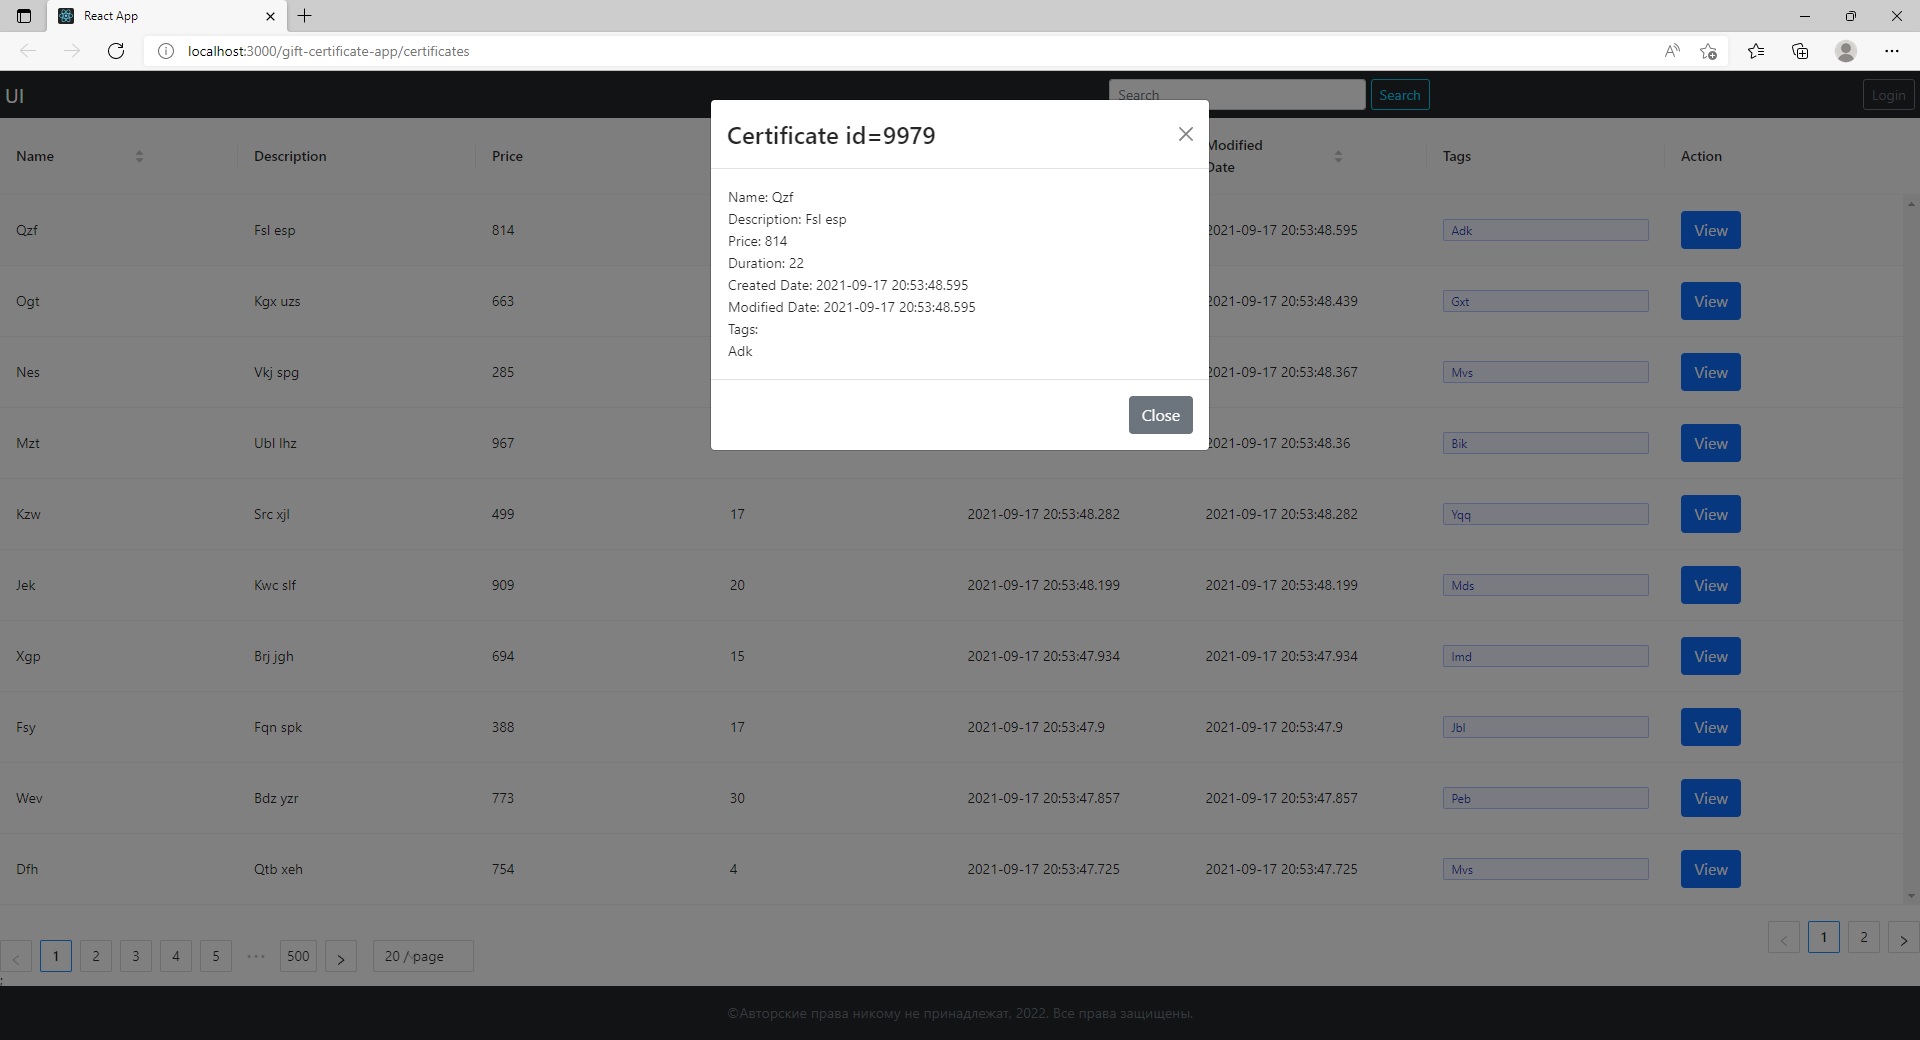 React App
localhost:3000/gift-certificate-app/certificates
UI
Search
Search
Login
Certificate id=9979
Name: Qzf
Description: Fsl esp
Price: 814
Duration: 22
Created Date: 2021-09-17 20:53:48.595
Modified Date: 2021-09-17 20:53:48.595
Tags:
Adk
Close
Name Description Price Modified Date Tags Action
Qzf Fsl esp 814 2021-09-17 20:53:48.595 Adk View
Ogt Kgx uzs 663 2021-09-17 20:53:48.439 Gxt View
Nes Vkj spg 285 2021-09-17 20:53:48.367 Mvs View
Mzt Ubl lhz 967 2021-09-17 20:53:48.36 Bik View
Kzw Src xjl 499 17 2021-09-17 20:53:48.282 2021-09-17 20:53:48.282 Yqq View
Jek Kwc slf 909 20 2021-09-17 20:53:48.199 2021-09-17 20:53:48.199 Mds View
Xgp Brj jgh 694 15 2021-09-17 20:53:47.934 2021-09-17 20:53:47.934 Imd View
Fsy Fqn spk 388 17 2021-09-17 20:53:47.9 2021-09-17 20:53:47.9 Jbl View
Wev Bdz yzr 773 30 2021-09-17 20:53:47.857 2021-09-17 20:53:47.857 Peb View
Dfh Qtb xeh 754 4 2021-09-17 20:53:47.725 2021-09-17 20:53:47.725 Mvs View
< 1 2 3 4 5 ••• 500 > 20 / page
< 1 2 >
;
©Авторские права никому не принадлежат, 2022. Все права защищены.